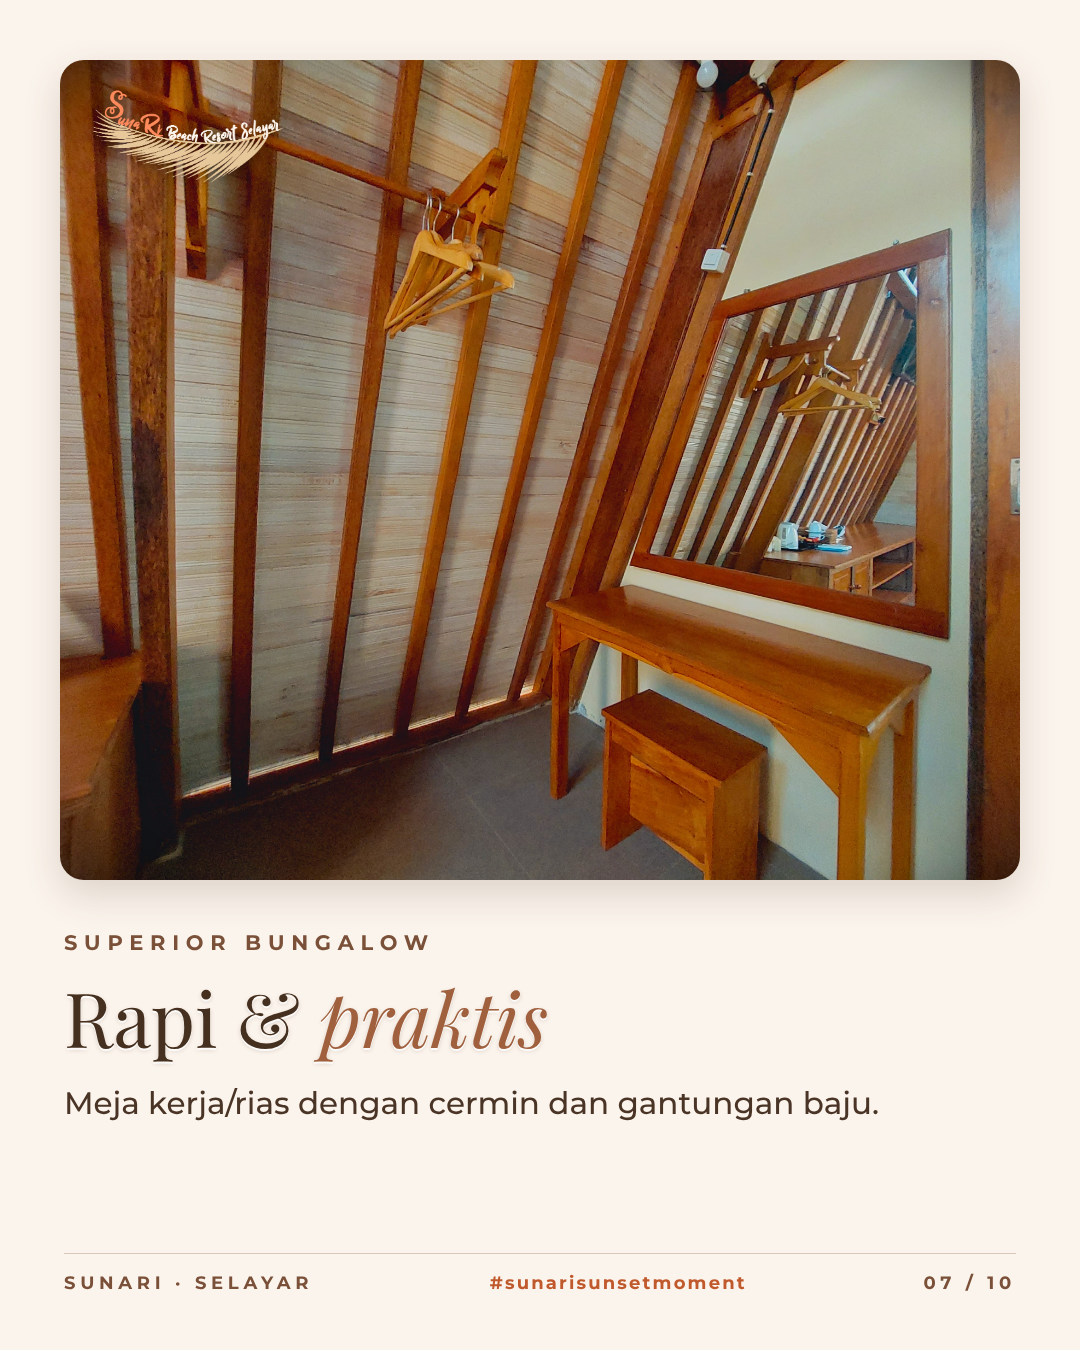 SunaRi Beach Resort Selayar
SUPERIOR BUNGALOW
Rapi & praktis
Meja kerja/rias dengan cermin dan gantungan baju.
SUNARI · SELAYAR
#sunarisunsetmoment
07 / 10